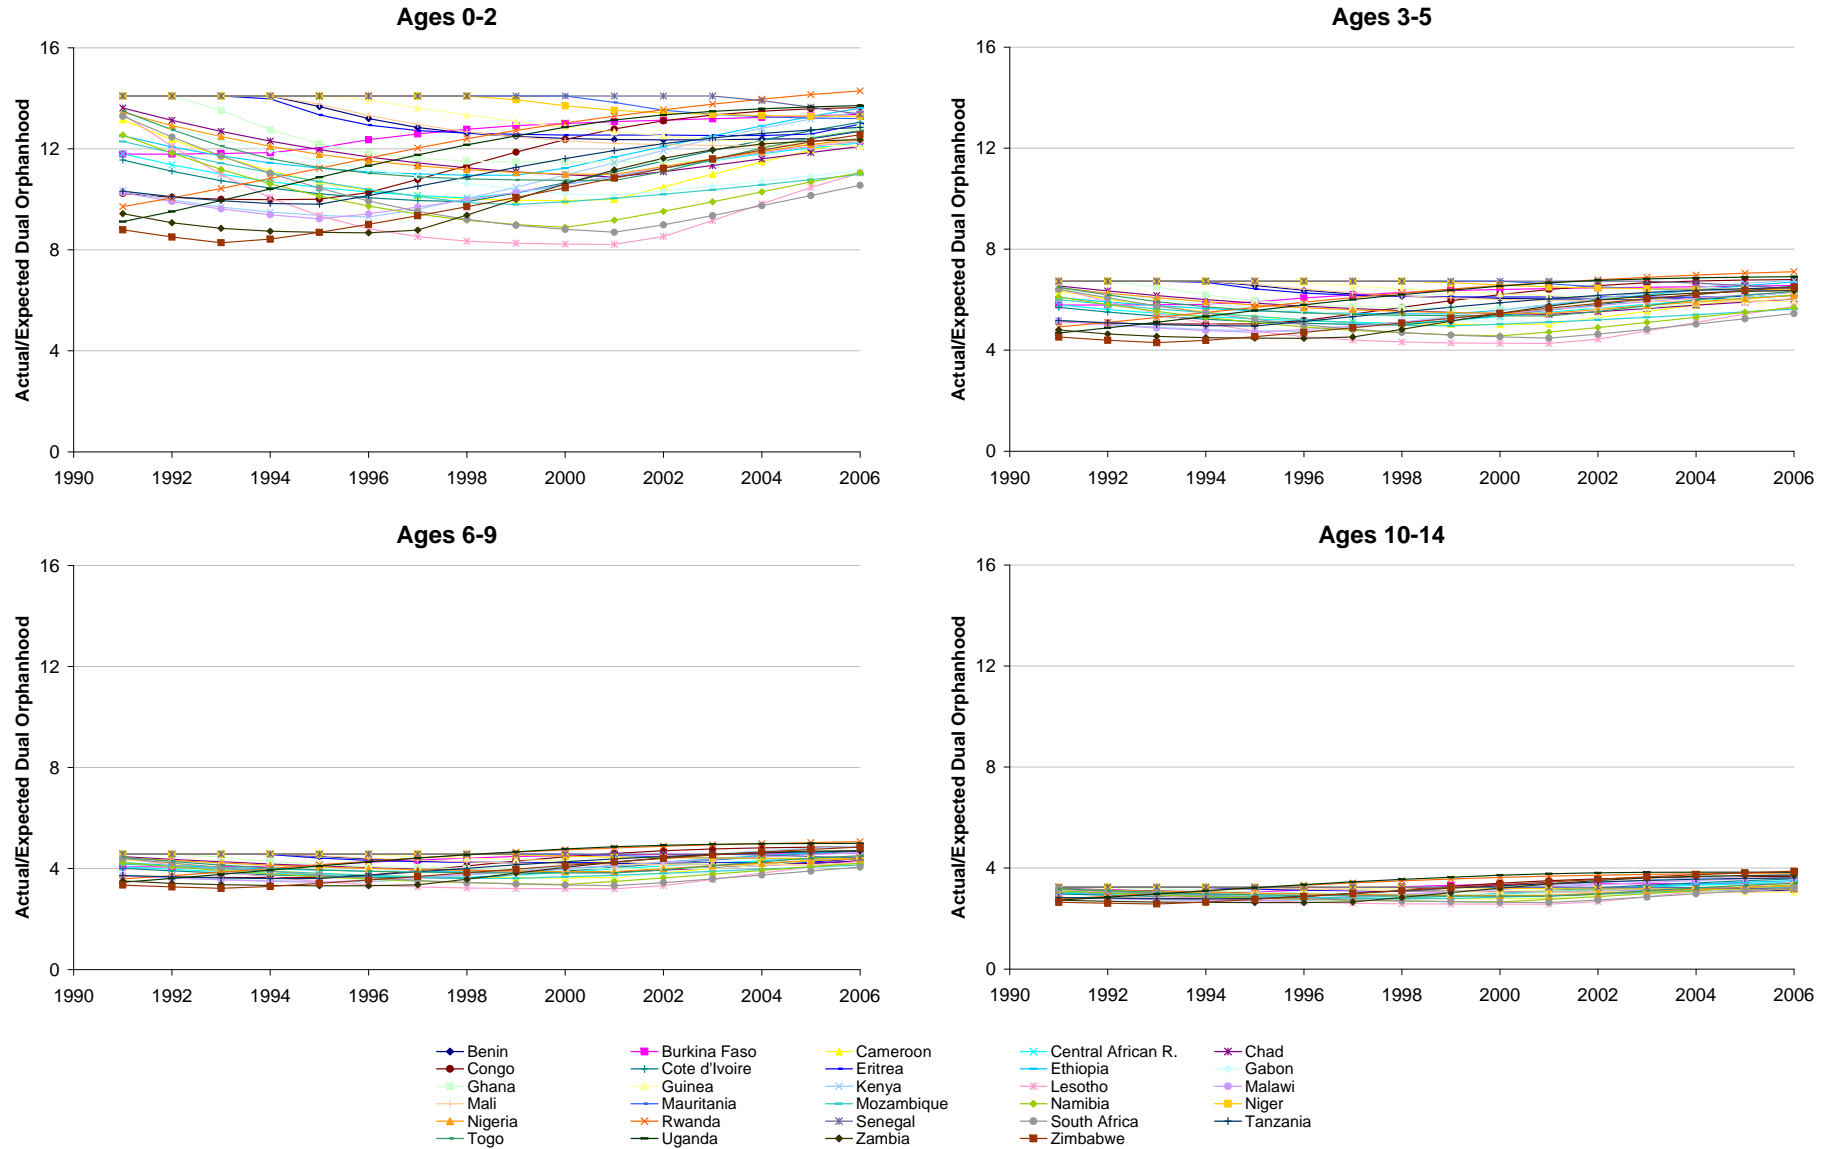 Ages 0-2
Actual/Expected Dual Orphanhood
16
12
8
4
0
1990 1992 1994 1996 1998 2000 2002 2004 2006
Ages 3-5
Actual/Expected Dual Orphanhood
16
12
8
4
0
1990 1992 1994 1996 1998 2000 2002 2004 2006
Ages 6-9
Actual/Expected Dual Orphanhood
16
12
8
4
0
1990 1992 1994 1996 1998 2000 2002 2004 2006
Ages 10-14
Actual/Expected Dual Orphanhood
16
12
8
4
0
1990 1992 1994 1996 1998 2000 2002 2004 2006
Benin Burkina Faso Cameroon Central African R. Chad
Congo Cote d'Ivoire Eritrea Ethiopia Gabon
Ghana Guinea Kenya Lesotho Malawi
Mali Mauritania Mozambique Namibia Niger
Nigeria Rwanda Senegal South Africa Tanzania
Togo Uganda Zambia Zimbabwe